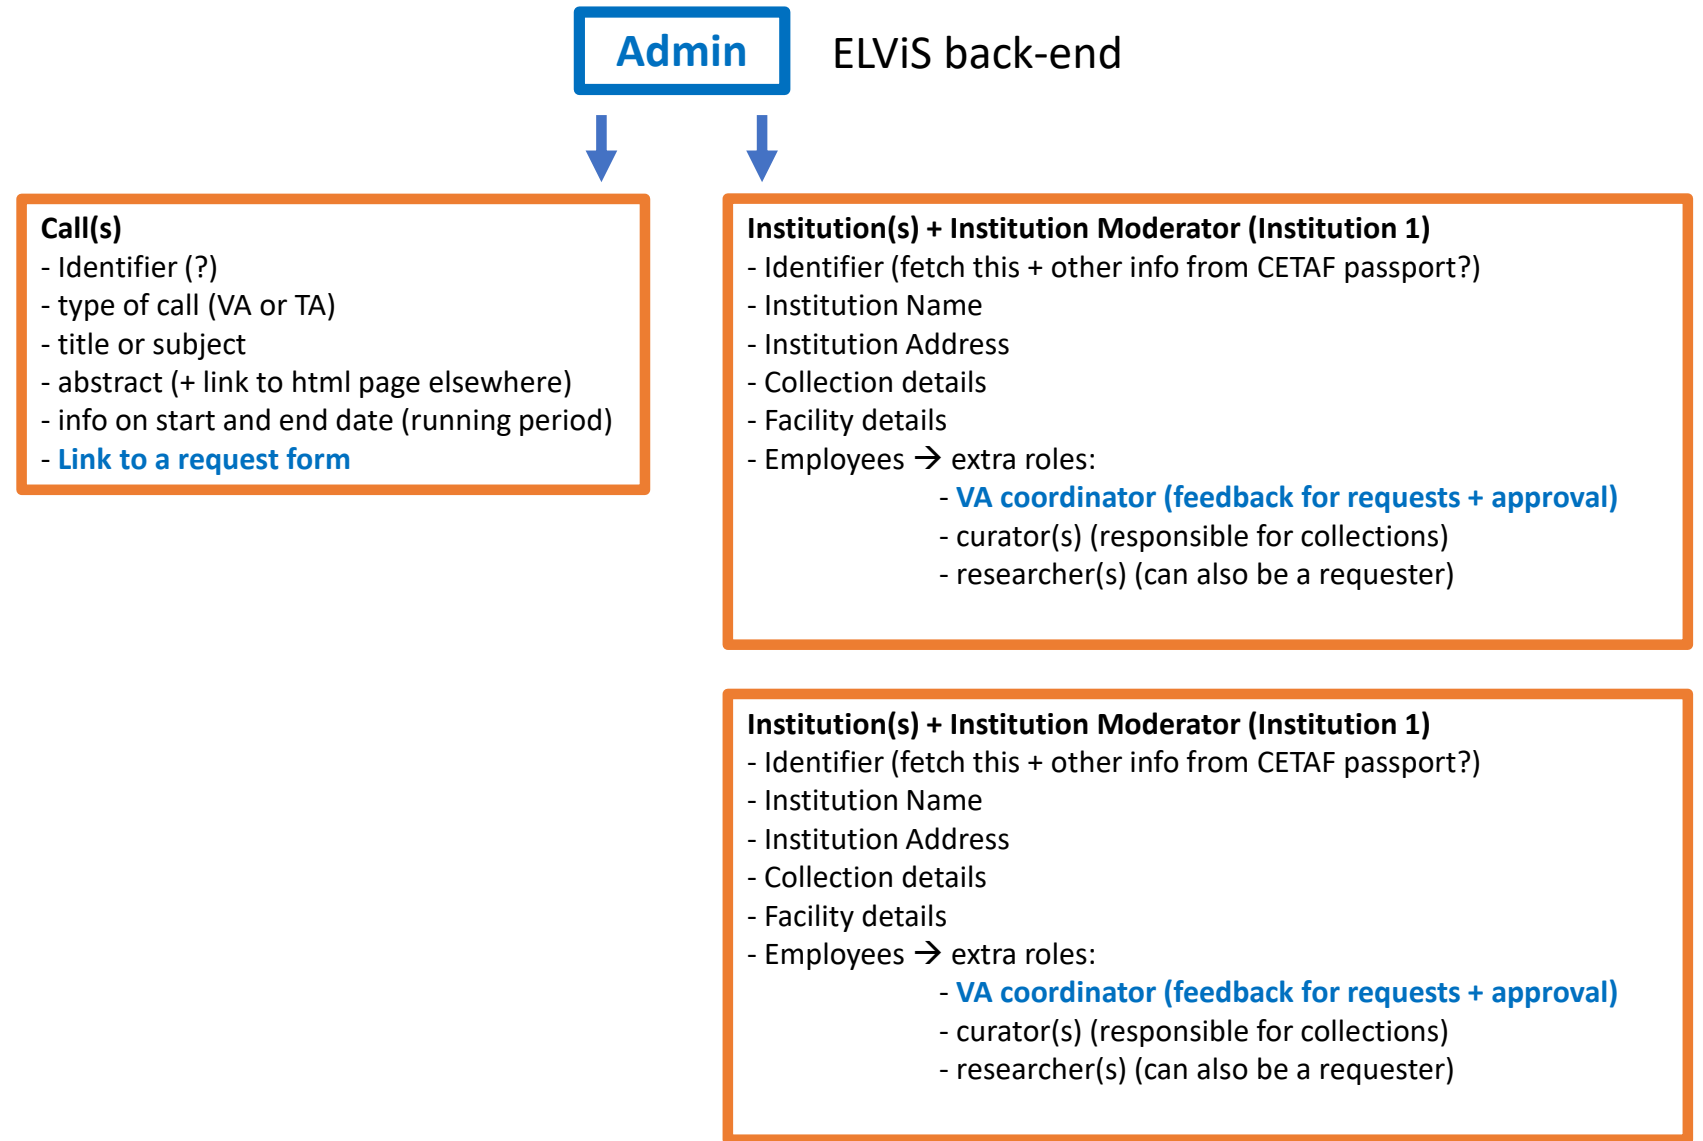 Admin
ELViS back-end
Call(s)
- Identifier (?)
- type of call (VA or TA)
- title or subject
- abstract (+ link to html page elsewhere)
- info on start and end date (running period)
- Link to a request form
Institution(s) + Institution Moderator (Institution 1)
- Identifier (fetch this + other info from CETAF passport?)
- Institution Name
- Institution Address
- Collection details
- Facility details
- Employees → extra roles:
- VA coordinator (feedback for requests + approval)
- curator(s) (responsible for collections)
- researcher(s) (can also be a requester)
Institution(s) + Institution Moderator (Institution 1)
- Identifier (fetch this + other info from CETAF passport?)
- Institution Name
- Institution Address
- Collection details
- Facility details
- Employees → extra roles:
- VA coordinator (feedback for requests + approval)
- curator(s) (responsible for collections)
- researcher(s) (can also be a requester)